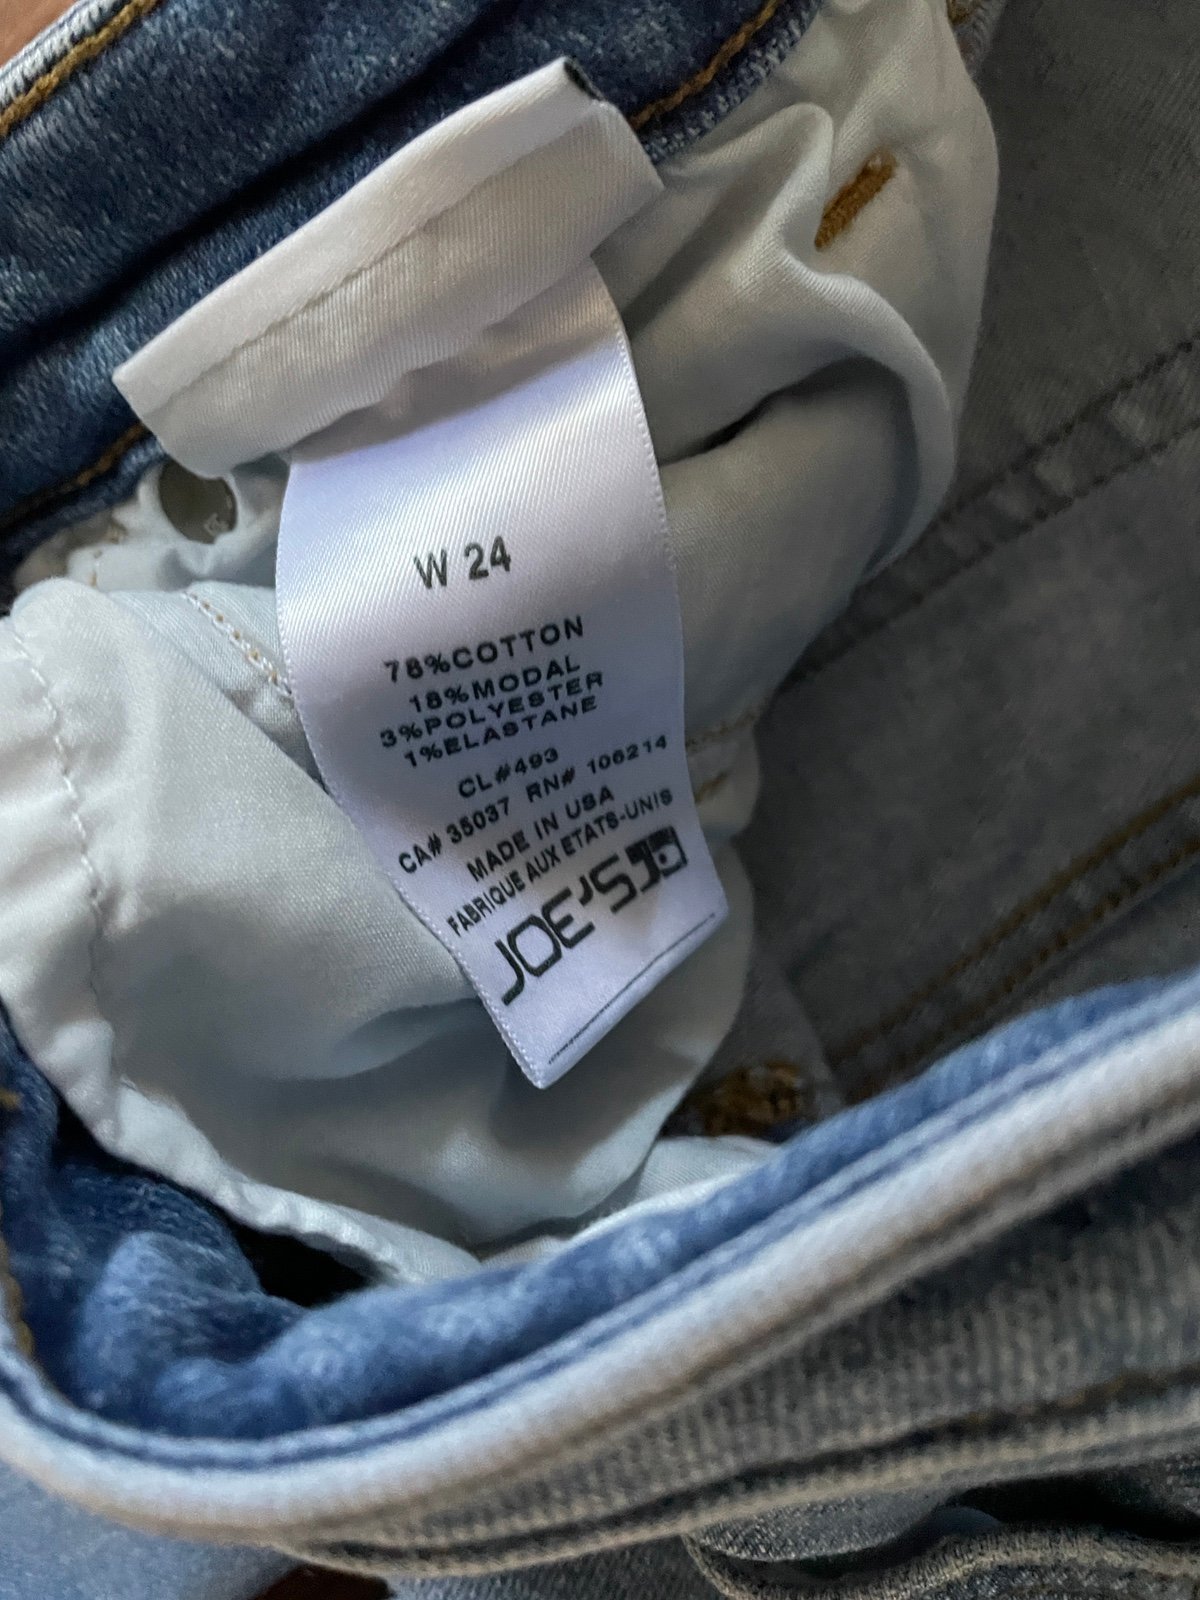 W 24
78%COTTON
18%MODAL
3%POLYESTER
1%ELASTANE
CL#493
CA# 35037 RN# 106214
MADE IN USA
FABRIQUE AUX ETATS-UNIS
JOE'S